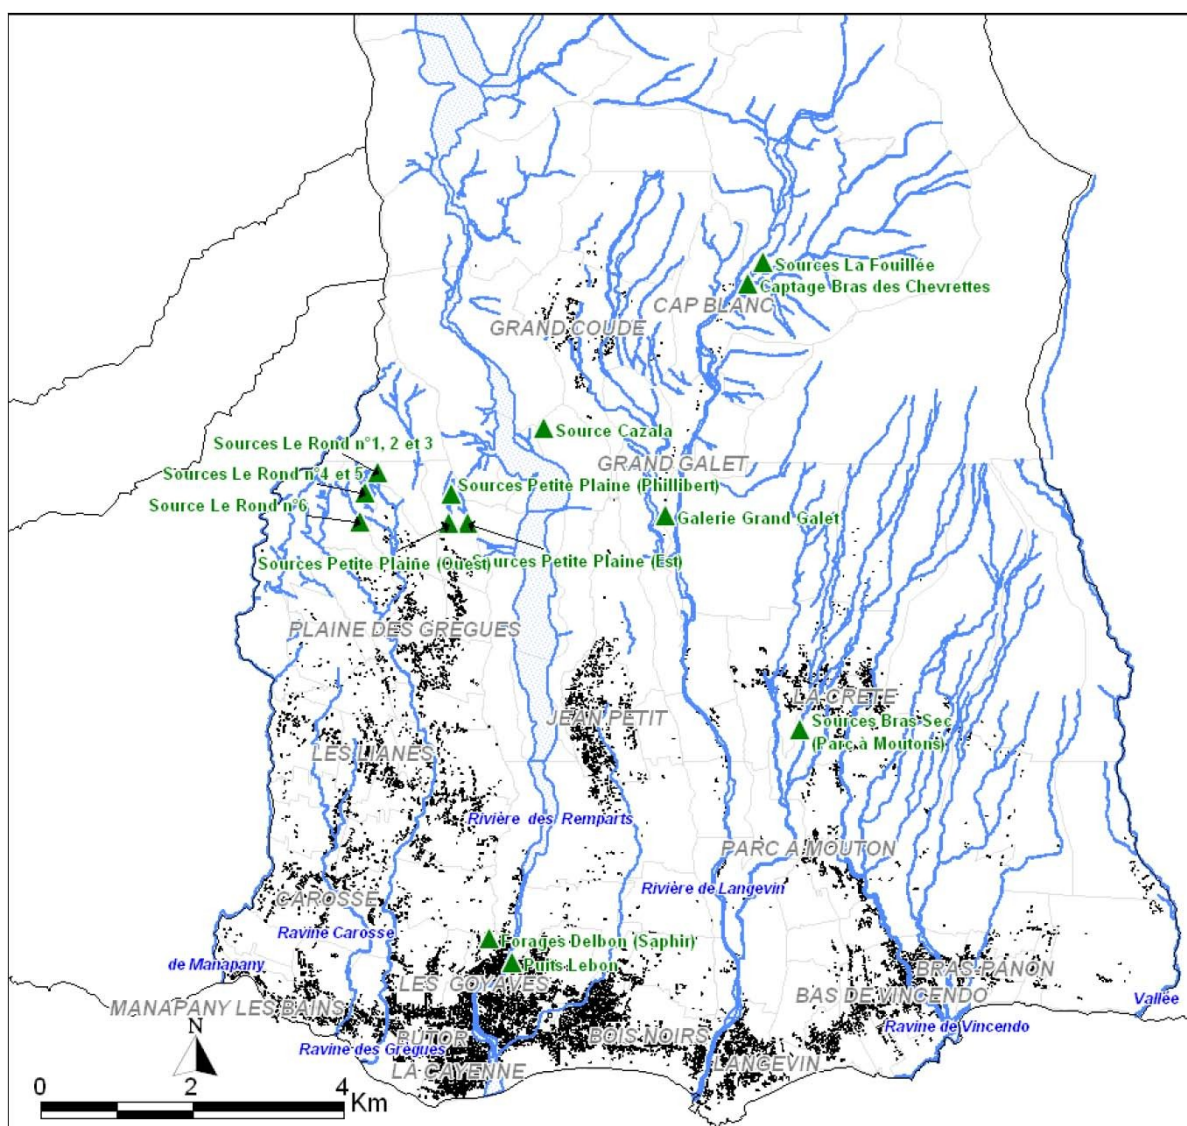 Sources La Fouillée
Captage Bras des Chevrettes
CAP BLANC
GRAND COUDE
Sources Le Rond n°1, 2 et 3
Source Cazala
GRAND GALET
Sources Le Rond n°4 et 5
Sources Petite Plaine (Phillibert)
Source Le Rond n°6
Galerie Grand Galet
Sources Petite Plaine (Ouest)
Sources Petite Plaine (Est)
PLAINE DES GRÈGUES
LA CRETE
JEAN PETIT
Sources Bras Sec
(Parc à Moutons)
LES LIANES
Rivière des Remparts
PARC A MOUTON
Rivière de Langevin
CAROSSE
Ravine Carosse
Forages Delbon (Saphir)
de Manapany
Puits Lebon
BRAS-PANON
LES GOYAVES
BAS DE VINCENDO
MANAPANY LES BAINS
Vallée
Ravine de Vincendo
N
BUTOR
BOIS NOIRS
Ravine des Grègues
LANGEVIN
LA CAYENNE
0 2 4
Km